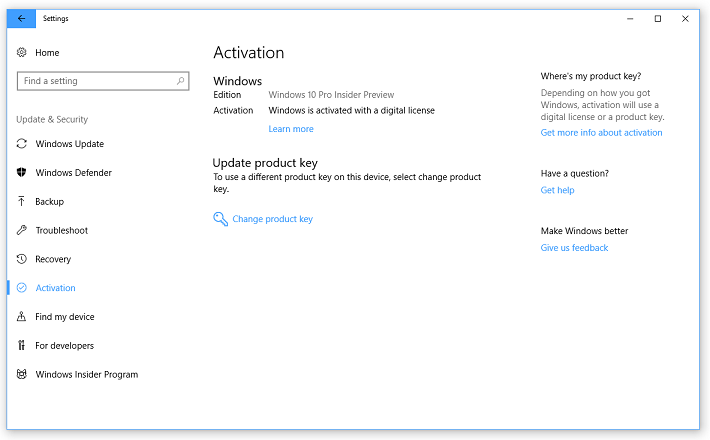 Settings
Home
Find a setting
Update & Security
Windows Update
Windows Defender
Backup
Troubleshoot
Recovery
Activation
Find my device
For developers
Windows Insider Program
Activation
Windows
Edition Windows 10 Pro Insider Preview
Activation Windows is activated with a digital license
Learn more
Update product key
To use a different product key on this device, select change product
key.
Change product key
Where's my product key?
Depending on how you got
Windows, activation will use a
digital license or a product key.
Get more info about activation
Have a question?
Get help
Make Windows better
Give us feedback